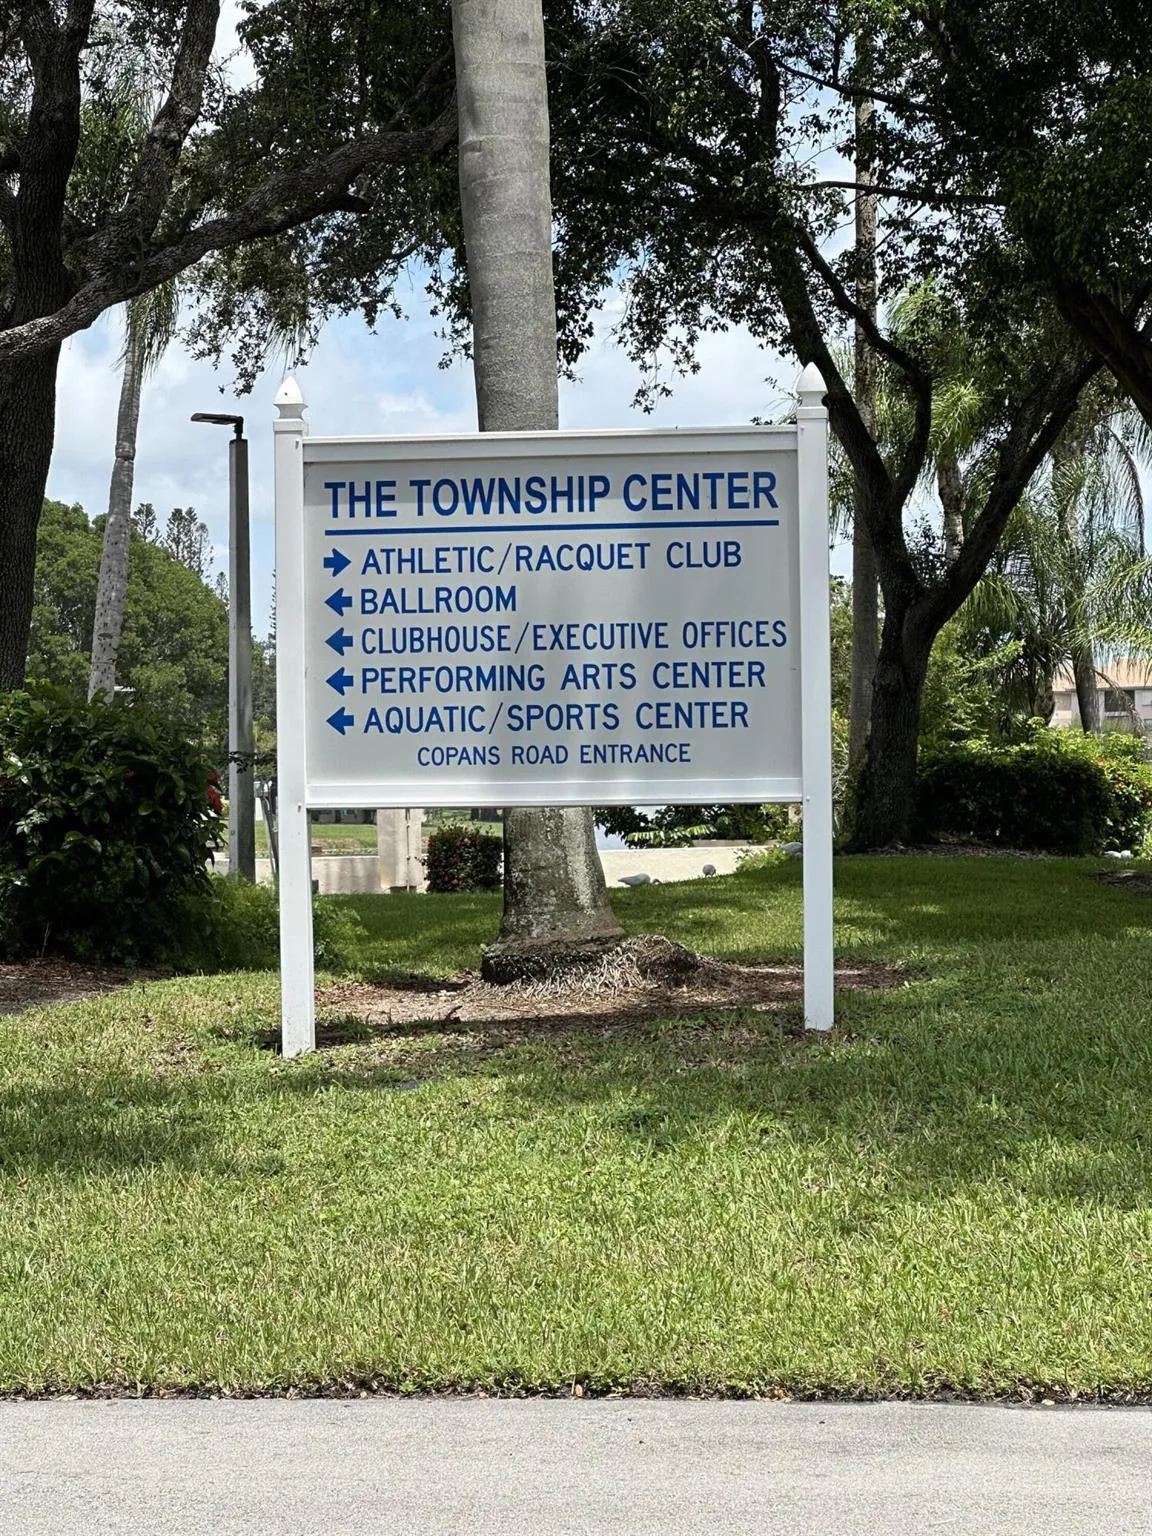 THE TOWNSHIP CENTER
ATHLETIC/RACQUET CLUB
BALLROOM
CLUBHOUSE/EXECUTIVE OFFICES
PERFORMING ARTS CENTER
AQUATIC/SPORTS CENTER
COPANS ROAD ENTRANCE